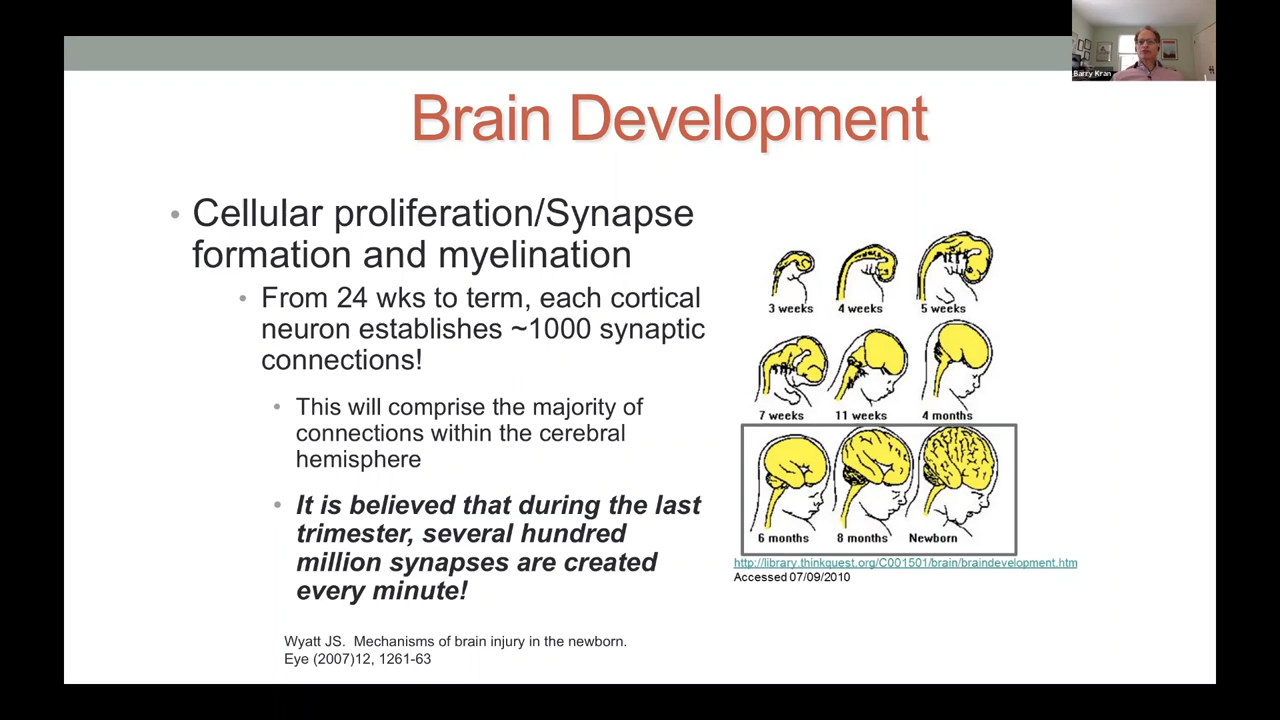 Barry Kran
Brain Development
• Cellular proliferation/Synapse
formation and myelination
• From 24 wks to term, each cortical
neuron establishes ~1000 synaptic
connections!
• This will comprise the majority of
connections within the cerebral
hemisphere
• It is believed that during the last
trimester, several hundred
million synapses are created
every minute!
Wyatt JS. Mechanisms of brain injury in the newborn.
Eye (2007)12, 1261-63
3 weeks 4 weeks 5 weeks
7 weeks 11 weeks 4 months
6 months 8 months Newborn
http://library.thinkquest.org/C001501/brain/braindevelopment.htm
Accessed 07/09/2010